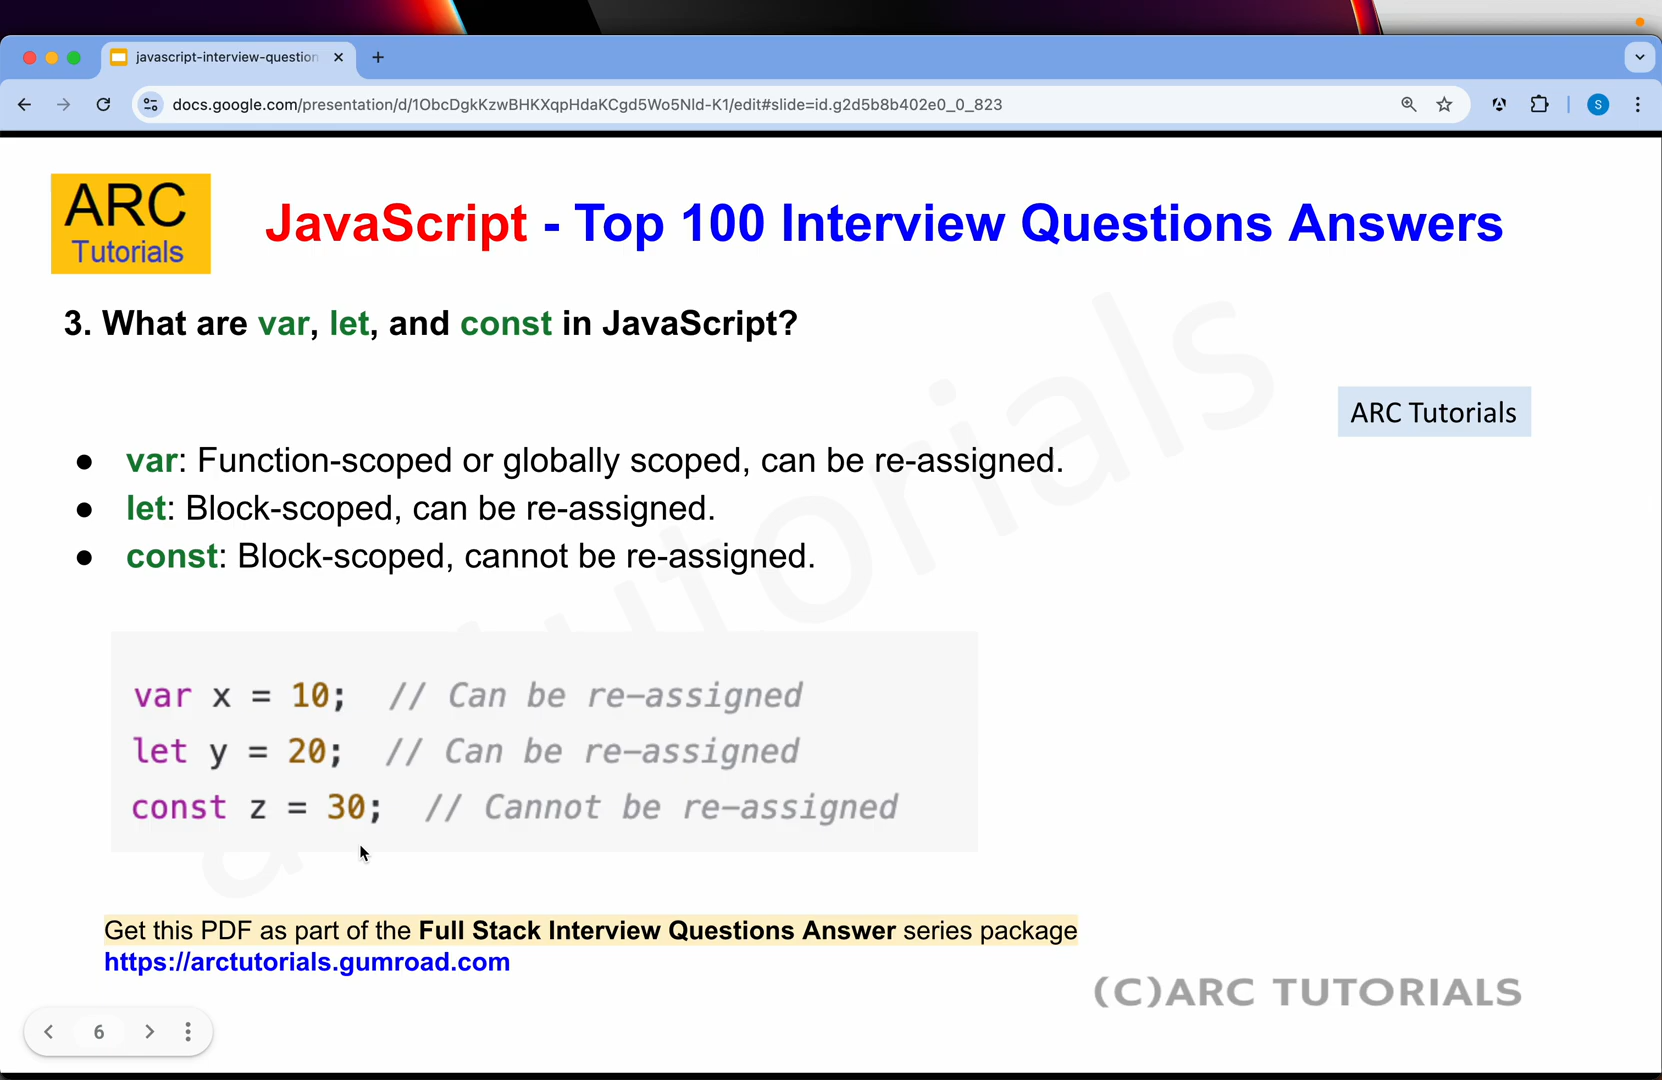 javascript-interview-question
docs.google.com/presentation/d/1ObcDgkKzwBHKXqpHdaKCgd5Wo5Nld-K1/edit#slide=id.g2d5b8b402e0_0_823
S
ARC
Tutorials
JavaScript - Top 100 Interview Questions Answers
3. What are var, let, and const in JavaScript?
ARC Tutorials
● var: Function-scoped or globally scoped, can be re-assigned.
● let: Block-scoped, can be re-assigned.
● const: Block-scoped, cannot be re-assigned.
var x = 10;  // Can be re-assigned
let y = 20;  // Can be re-assigned
const z = 30;  // Cannot be re-assigned
Get this PDF as part of the Full Stack Interview Questions Answer series package
https://arctutorials.gumroad.com
(C)ARC TUTORIALS
6